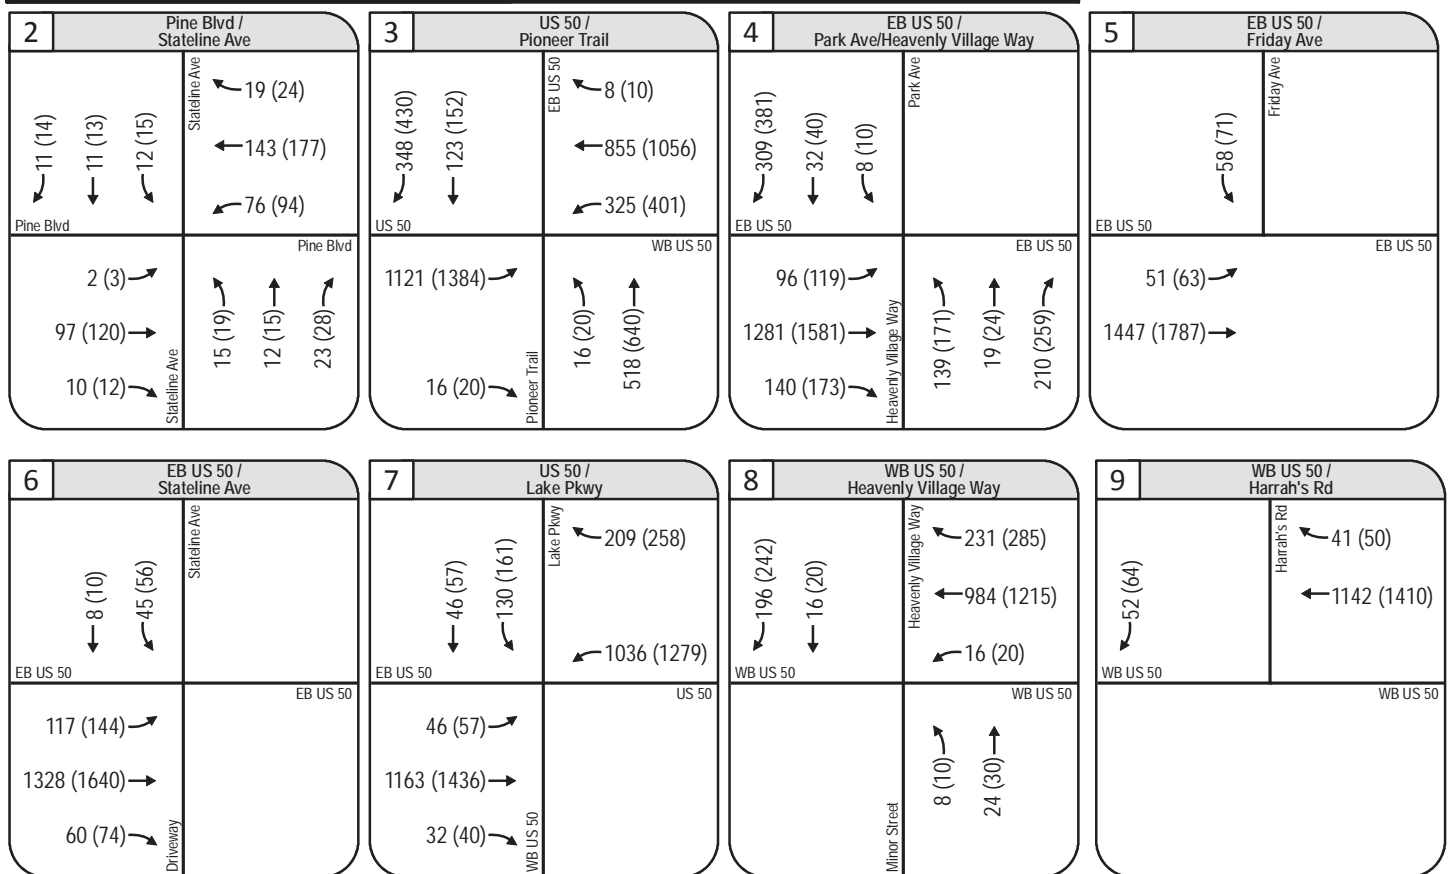 2
Pine Blvd /
Stateline Ave
Stateline Ave
11 (14)
11 (13)
12 (15)
19 (24)
143 (177)
76 (94)
Pine Blvd
Pine Blvd
2 (3)
97 (120)
10 (12)
Stateline Ave
15 (19)
12 (15)
23 (28)
3
US 50 /
Pioneer Trail
EB US 50
348 (430)
123 (152)
8 (10)
855 (1056)
325 (401)
US 50
WB US 50
1121 (1384)
16 (20)
Pioneer Trail
16 (20)
518 (640)
4
EB US 50 /
Park Ave/Heavenly Village Way
Park Ave
309 (381)
32 (40)
8 (10)
EB US 50
EB US 50
96 (119)
1281 (1581)
140 (173)
Heavenly Village Way
139 (171)
19 (24)
210 (259)
5
EB US 50 /
Friday Ave
Friday Ave
58 (71)
EB US 50
EB US 50
51 (63)
1447 (1787)
6
EB US 50 /
Stateline Ave
Stateline Ave
8 (10)
45 (56)
EB US 50
EB US 50
117 (144)
1328 (1640)
60 (74)
Driveway
7
US 50 /
Lake Pkwy
Lake Pkwy
46 (57)
130 (161)
209 (258)
1036 (1279)
EB US 50
US 50
46 (57)
1163 (1436)
32 (40)
WB US 50
8
WB US 50 /
Heavenly Village Way
Heavenly Village Way
196 (242)
16 (20)
231 (285)
984 (1215)
16 (20)
WB US 50
WB US 50
Minor Street
8 (10)
24 (30)
9
WB US 50 /
Harrah's Rd
Harrah's Rd
52 (64)
41 (50)
1142 (1410)
WB US 50
WB US 50